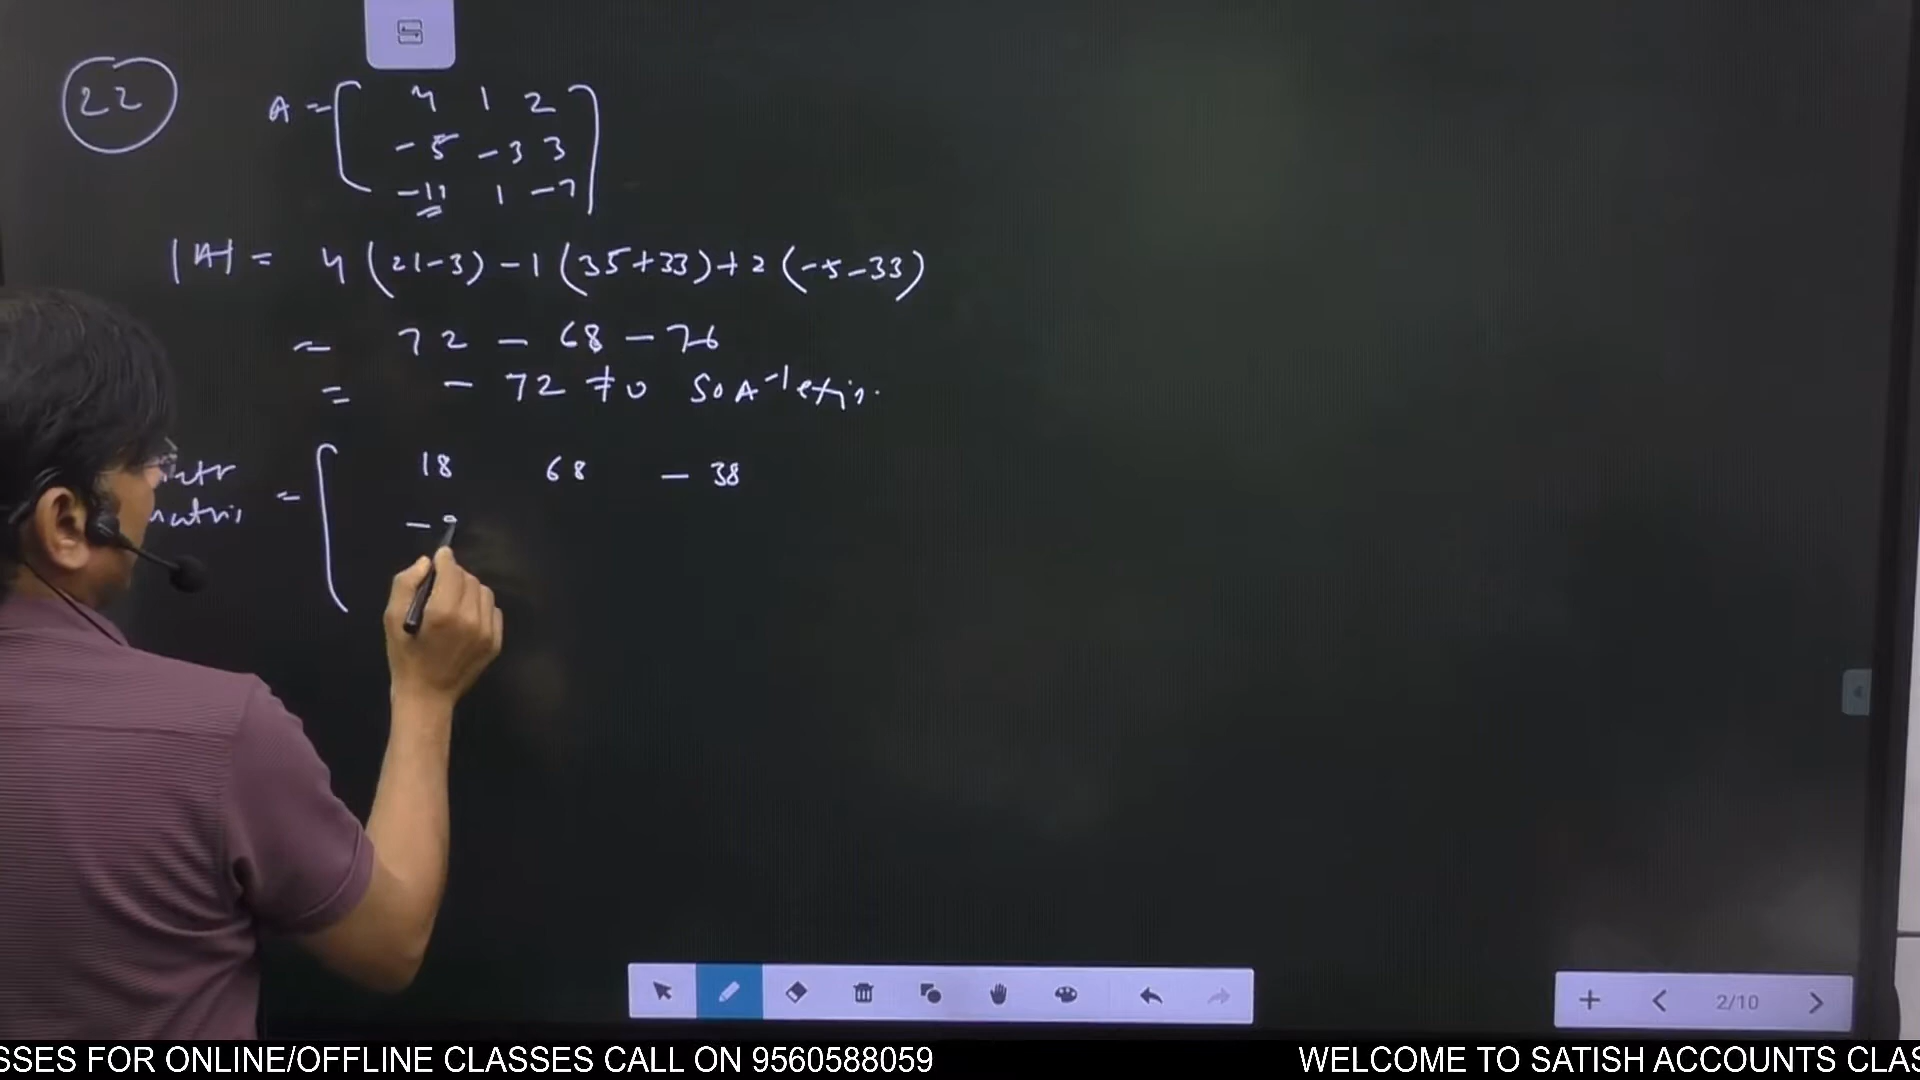 22
A = [ 4 1 2
-5 -3 3
-11 1 -7 ]
|A| = 4 (21-3) - 1 (35+33) + 2 (-5-33)
= 72 - 68 - 76
= - 72 ≠ 0 So A⁻¹
= [ 18 68 - 38
-
2/10
SSES FOR ONLINE/OFFLINE CLASSES CALL ON 9560588059 WELCOME TO SATISH ACCOUNTS CLAS